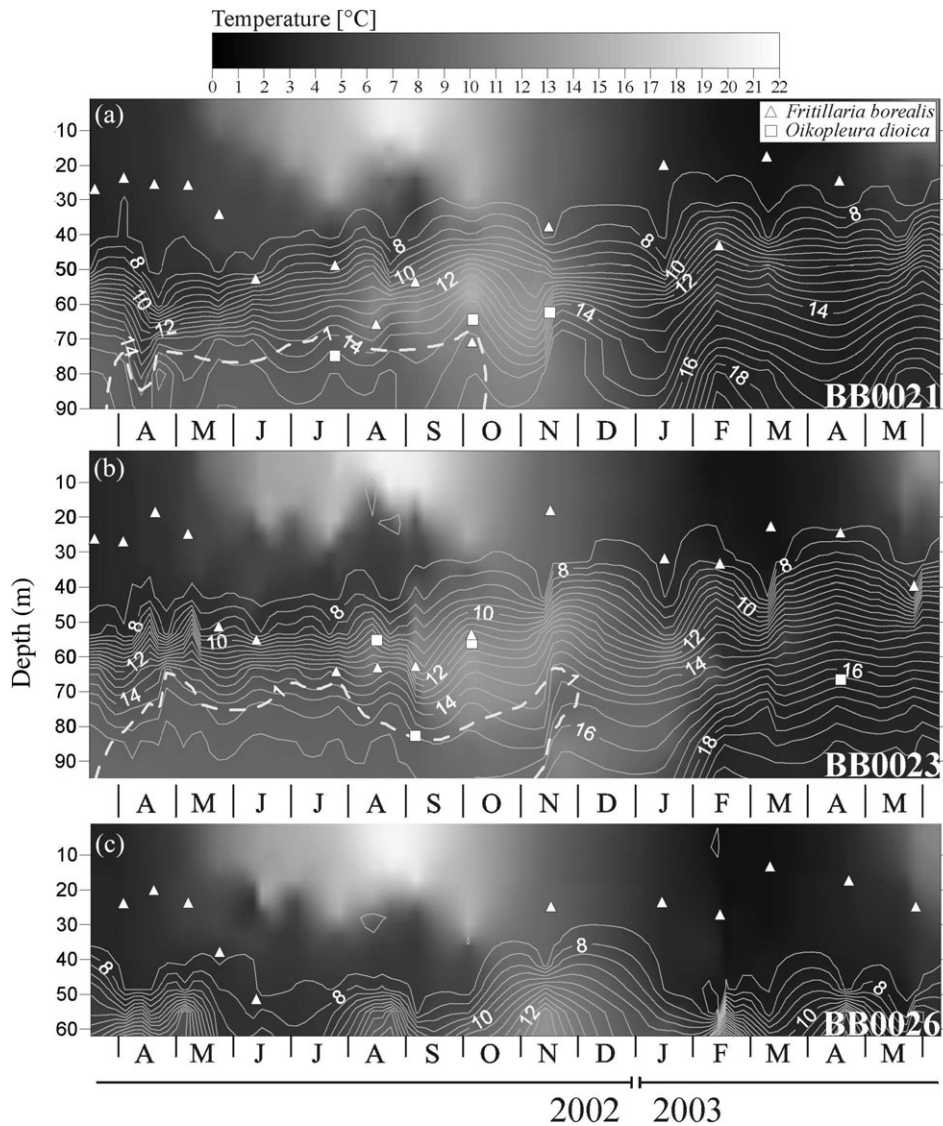 Temperature [°C]
0 1 2 3 4 5 6 7 8 9 10 11 12 13 14 15 16 17 18 19 20 21 22
(a)
Fritillaria borealis
Oikopleura dioica
10
20
30
40
50
60
70
80
90
8 10 12 14 14 1 8 10 12 14 8 10 12 16 18 14 8
BB0021
A M J J A S O N D J F M A M
(b)
Depth (m)
10
20
30
40
50
60
70
80
90
8 10 12 14 1 8 10 12 14 8 1 16 12 14 10 18 8 16
BB0023
A M J J A S O N D J F M A M
(c)
10
20
30
40
50
60
8 8 10 12 8 10 8
BB0026
A M J J A S O N D J F M A M
2002 2003